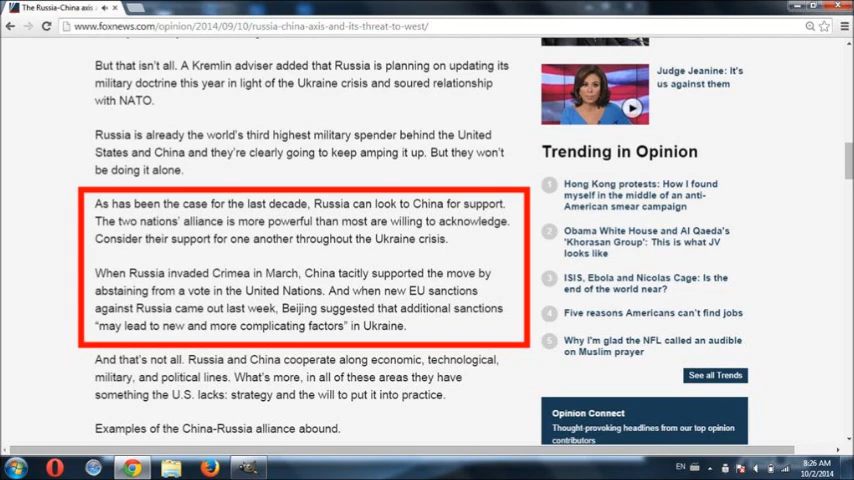 The Russia-China axis
www.foxnews.com/opinion/2014/09/10/russia-china-axis-and-its-threat-to-west/
But that isn't all. A Kremlin adviser added that Russia is planning on updating its
military doctrine this year in light of the Ukraine crisis and soured relationship
with NATO.
Russia is already the world's third highest military spender behind the United
States and China and they're clearly going to keep amping it up. But they won't
be doing it alone.
As has been the case for the last decade, Russia can look to China for support.
The two nations' alliance is more powerful than most are willing to acknowledge.
Consider their support for one another throughout the Ukraine crisis.
When Russia invaded Crimea in March, China tacitly supported the move by
abstaining from a vote in the United Nations. And when new EU sanctions
against Russia came out last week, Beijing suggested that additional sanctions
"may lead to new and more complicating factors" in Ukraine.
And that's not all. Russia and China cooperate along economic, technological,
military, and political lines. What's more, in all of these areas they have
something the U.S. lacks: strategy and the will to put it into practice.
Examples of the China-Russia alliance abound.
Judge Jeanine: It's
us against them
Trending in Opinion
1 Hong Kong protests: How I found
myself in the middle of an anti-
American smear campaign
2 Obama White House and Al Qaeda's
'Khorasan Group': This is what JV
looks like
3 ISIS, Ebola and Nicolas Cage: Is the
end of the world near?
4 Five reasons Americans can't find jobs
5 Why I'm glad the NFL called an audible
on Muslim prayer
See all Trends
Opinion Connect
Thought-provoking headlines from our top opinion
contributors
EN
8:26 AM
10/2/2014